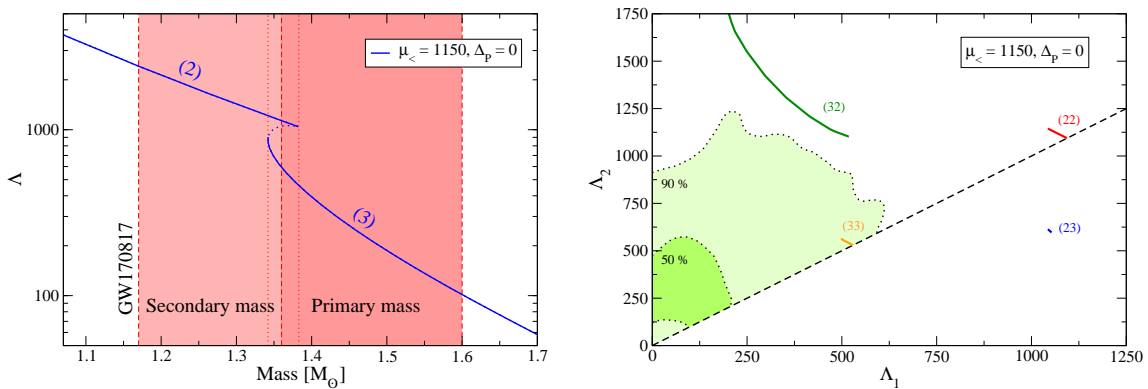 μ< = 1150, ΔP = 0
(2)
(3)
1000
100
Λ
GW170817
Secondary mass
Primary mass
1.1 1.2 1.3 1.4 1.5 1.6 1.7
Mass [M⊙]
μ< = 1150, ΔP = 0
1750
1500
1250
1000
750
500
250
0
Λ2
(32)
(22)
90 %
(33)
(23)
50 %
0 250 500 750 1000 1250
Λ1